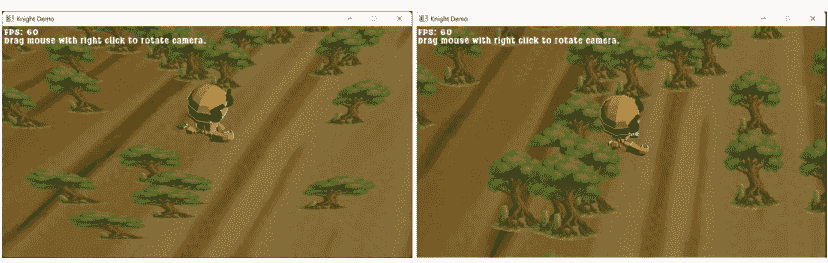 Knight Demo
FPS: 60
Drag mouse with right click to rotate camera.
Knight Demo
FPS: 60
Drag mouse with right click to rotate camera.